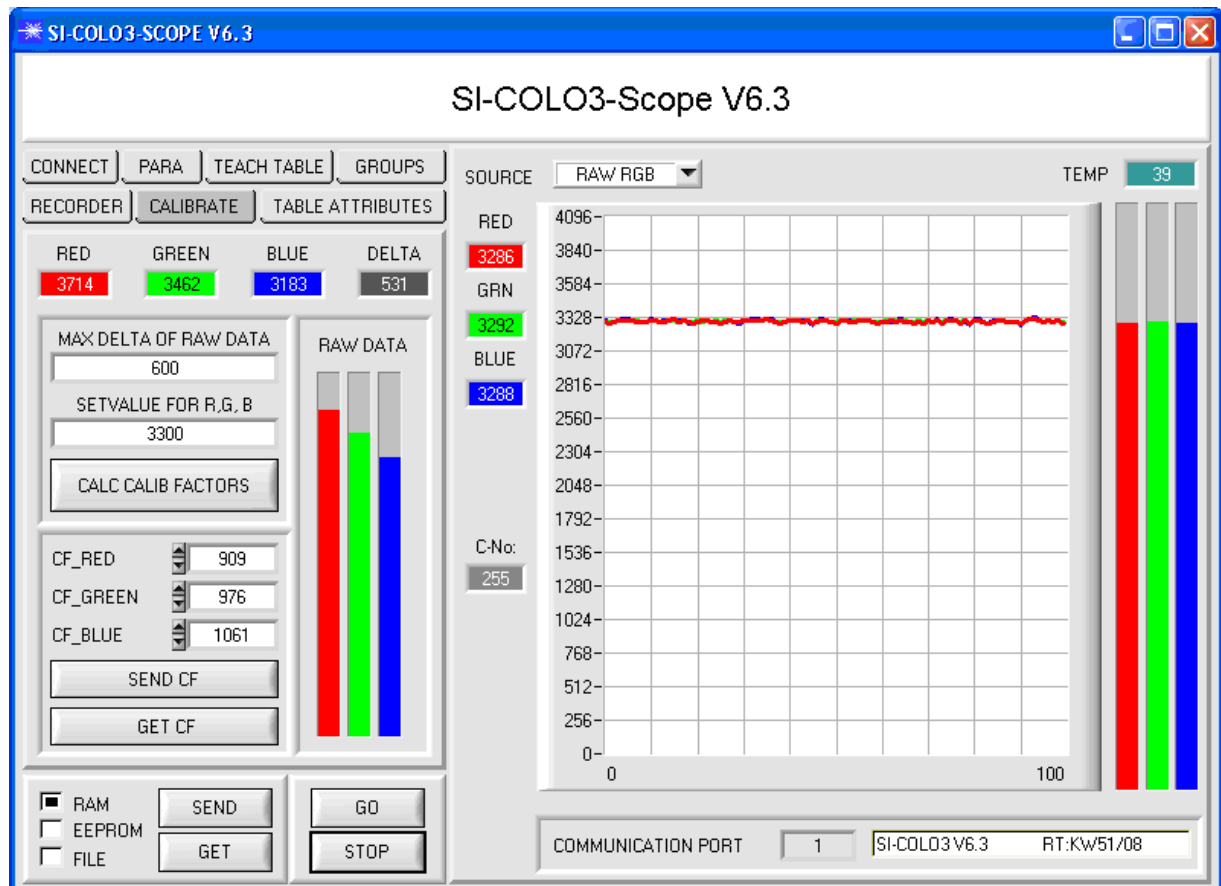 SI-COLO3-SCOPE V6.3
SI-COLO3-Scope V6.3
CONNECT PARA TEACH TABLE GROUPS
RECORDER CALIBRATE TABLE ATTRIBUTES
RED GREEN BLUE DELTA
3714 3462 3183 531
MAX DELTA OF RAW DATA
600
SETVALUE FOR R,G, B
3300
CALC CALIB FACTORS
RAW DATA
CF_RED 909
CF_GREEN 976
CF_BLUE 1061
SEND CF
GET CF
RAM
EEPROM
FILE
SEND
GET
GO
STOP
SOURCE RAW RGB TEMP 39
RED
3286
GRN
3292
BLUE
3288
C-No:
255
4096
3840
3584
3328
3072
2816
2560
2304
2048
1792
1536
1280
1024
768
512
256
0
0 100
COMMUNICATION PORT 1 SI-COLO3 V6.3 RT:KW51/08